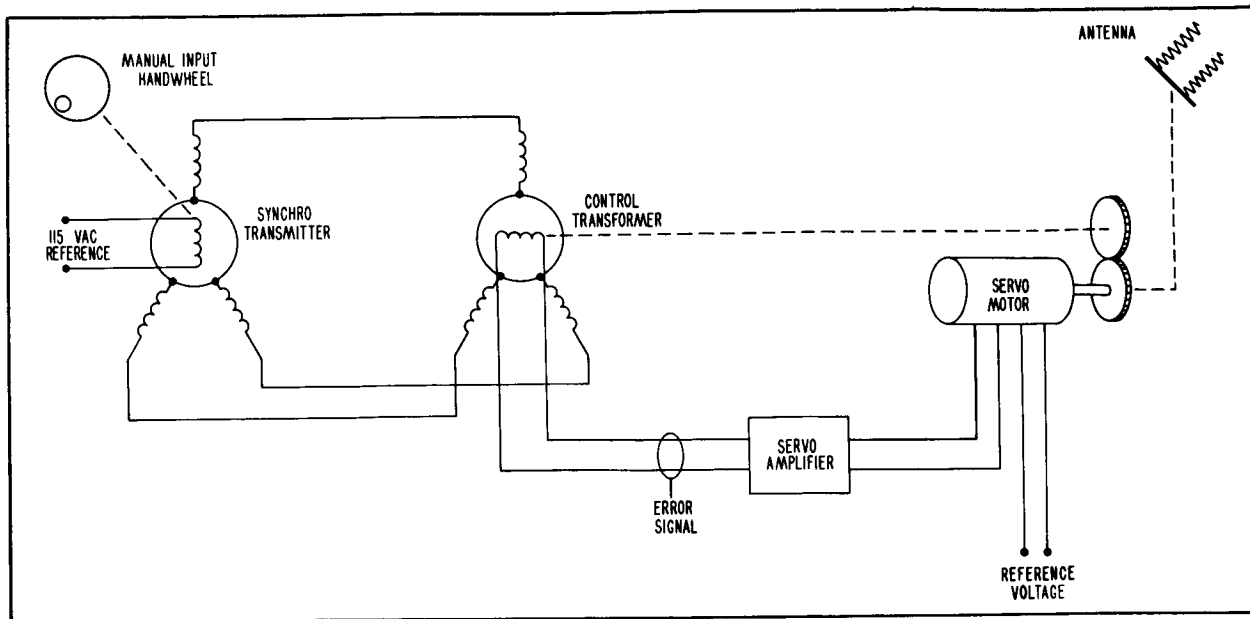 MANUAL INPUT
HANDWHEEL
ANTENNA
115 VAC
REFERENCE
SYNCHRO
TRANSMITTER
CONTROL
TRANSFORMER
SERVO
MOTOR
SERVO
AMPLIFIER
ERROR
SIGNAL
REFERENCE
VOLTAGE